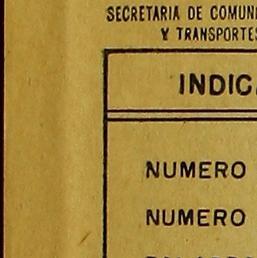 SECRETARIA DE COMUN
Y TRANSPORTES
INDIC
NUMERO
NUMERO